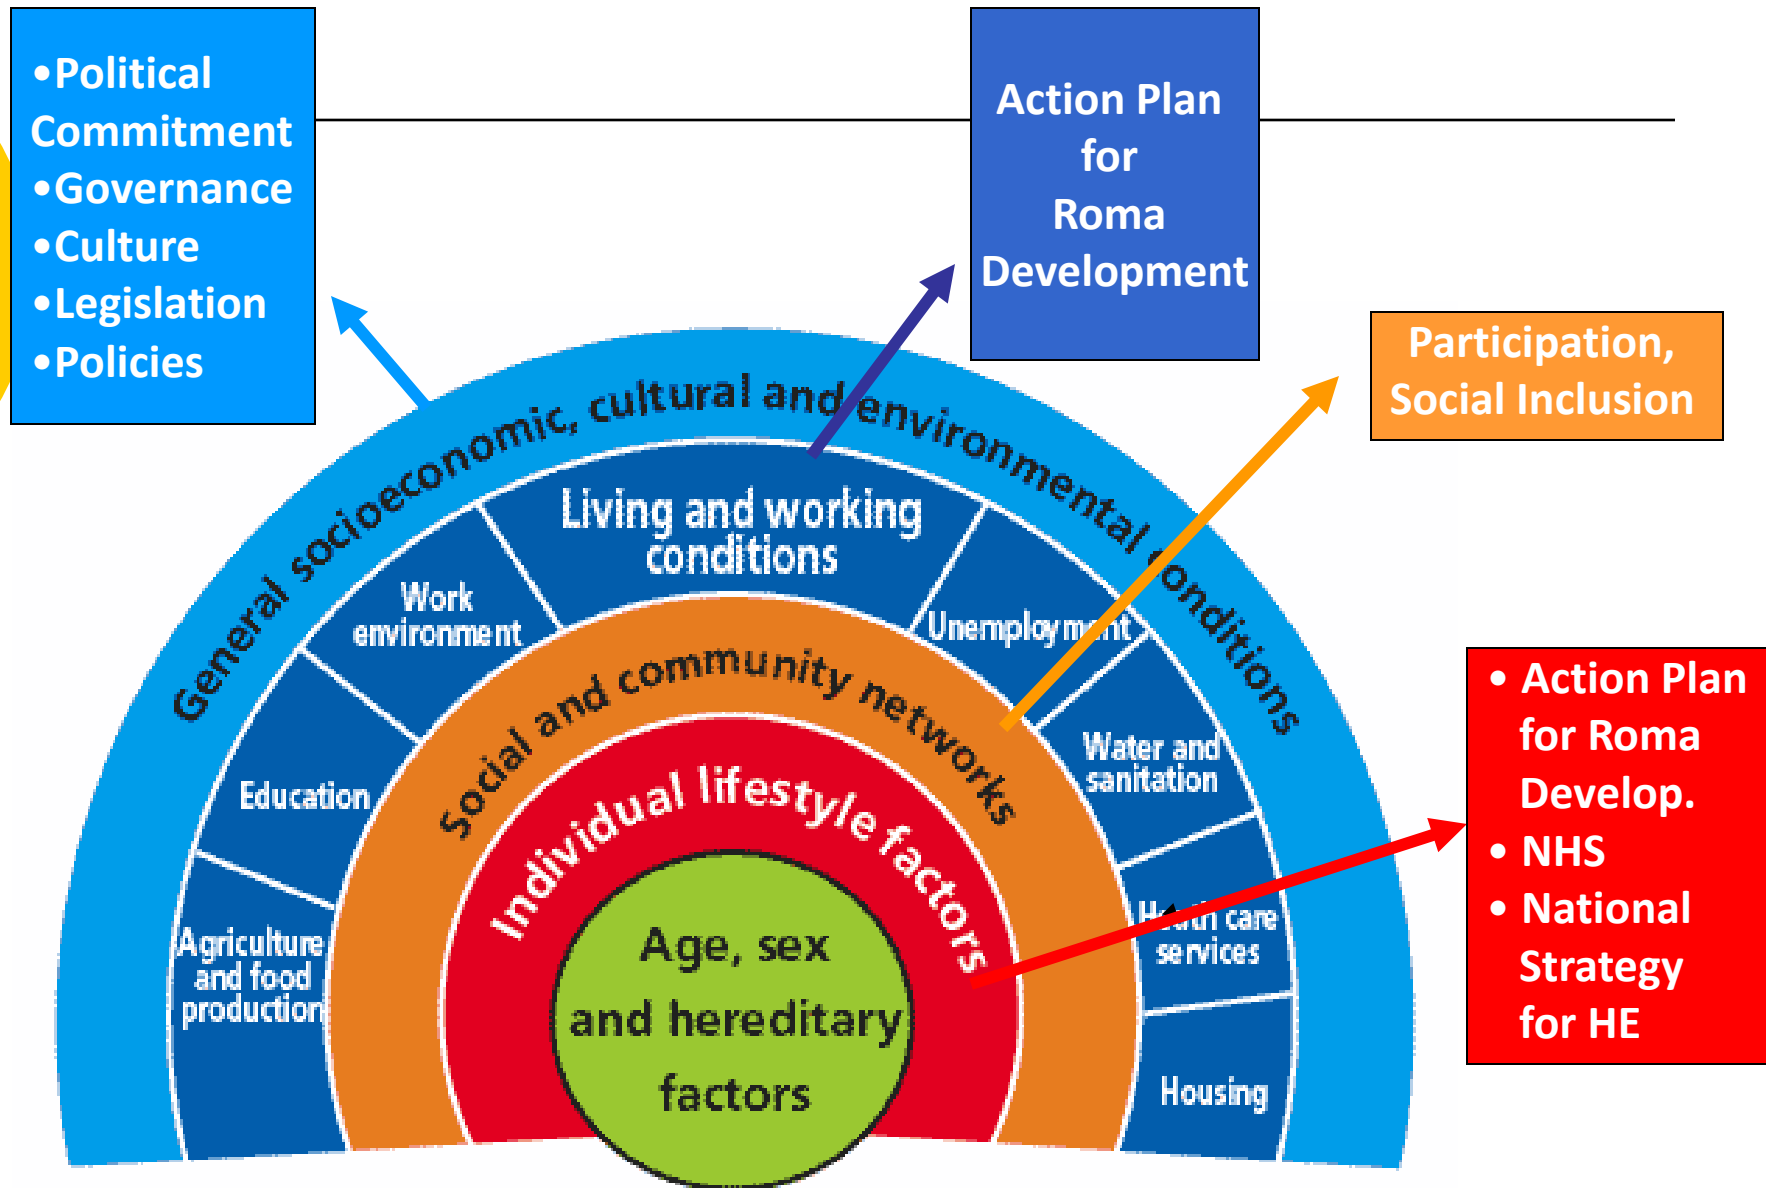 •Political
Commitment
•Governance
•Culture
•Legislation
•Policies
Action Plan
for
Roma
Development
Participation,
Social Inclusion
• Action Plan
for Roma
Develop.
• NHS
• National
Strategy
for HE
General socioeconomic, cultural and environmental conditions
Living and working
conditions
Work
environment
Unemployment
Education
Water and
sanitation
Agriculture
and food
production
Health care
services
Housing
Social and community networks
Individual lifestyle factors
Age, sex
and hereditary
factors